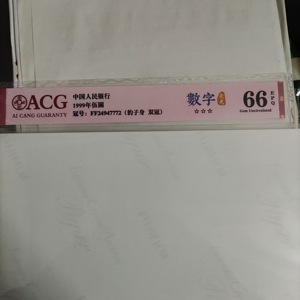 ACG
AI CANG GUARANTY
中国人民银行
1999年伍圆
冠号：FF24947772（豹子身 双冠）
數字
☆☆☆
66 EPQ
Gem Uncirculated